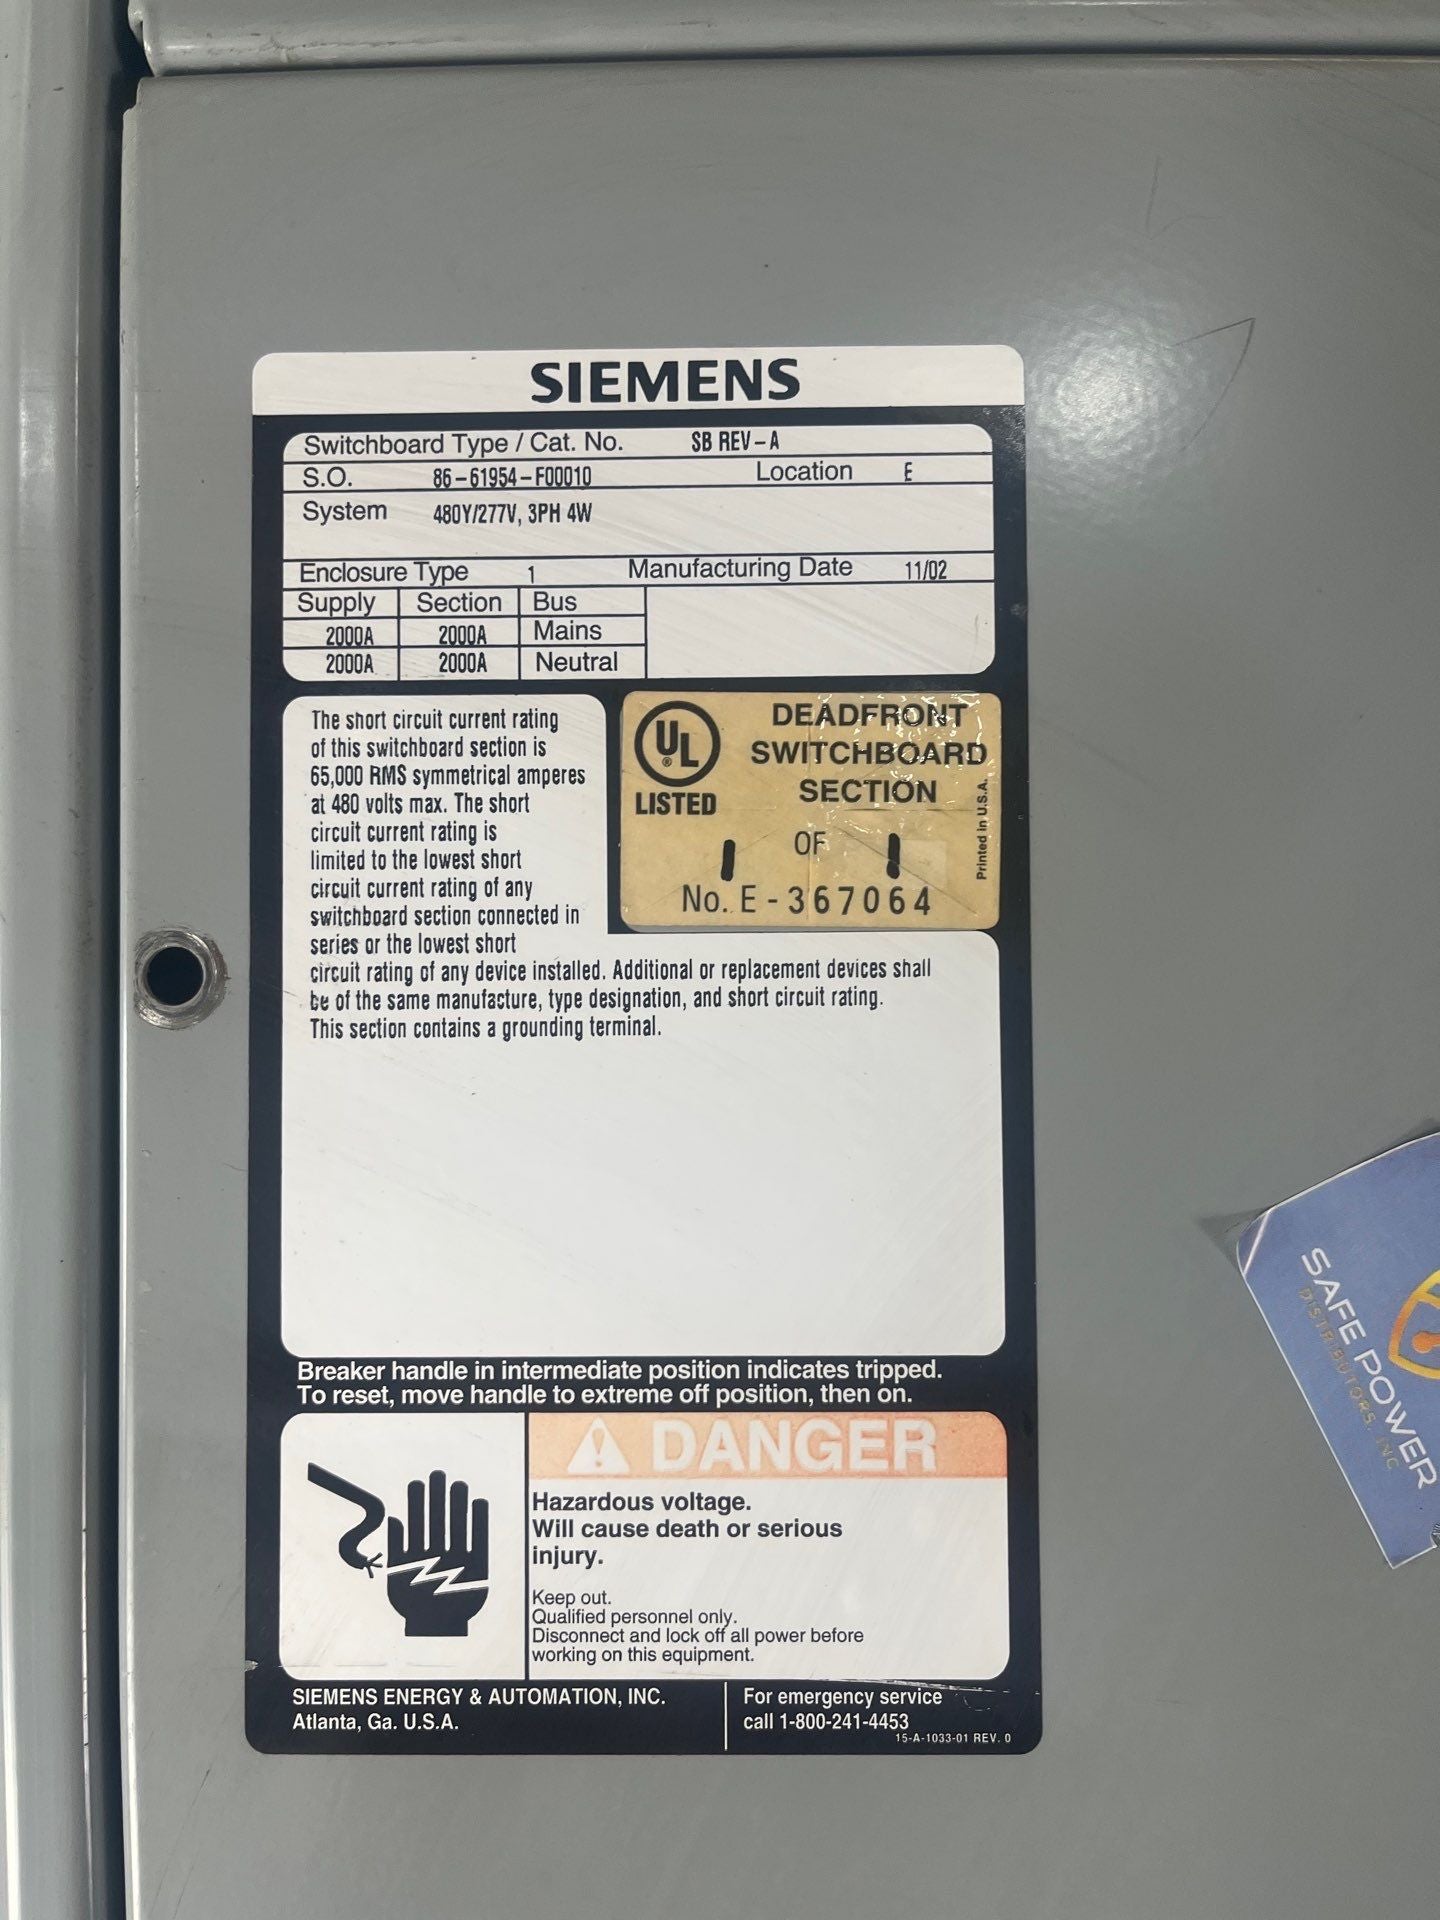 SIEMENS
Switchboard Type / Cat. No. SB REV-A
S.O. 86-61954-F00010 Location E
System 480Y/277V, 3PH 4W
Enclosure Type 1 Manufacturing Date 11/02
Supply Section Bus
2000A 2000A Mains
2000A 2000A Neutral
The short circuit current rating
of this switchboard section is
65,000 RMS symmetrical amperes
at 480 volts max. The short
circuit current rating is
limited to the lowest short
circuit current rating of any
switchboard section connected in
series or the lowest short
circuit rating of any device installed. Additional or replacement devices shall
be of the same manufacture, type designation, and short circuit rating.
This section contains a grounding terminal.
UL
®
LISTED
DEADFRONT
SWITCHBOARD
SECTION
1 OF 1
No. E-367064
Printed in U.S.A.
Breaker handle in intermediate position indicates tripped.
To reset, move handle to extreme off position, then on.
DANGER
Hazardous voltage.
Will cause death or serious
injury.
Keep out.
Qualified personnel only.
Disconnect and lock off all power before
working on this equipment.
SIEMENS ENERGY & AUTOMATION, INC.
Atlanta, Ga. U.S.A.
For emergency service
call 1-800-241-4453
15-A-1033-01 REV. 0
SAFE POWER
DISTRIBUTORS, INC